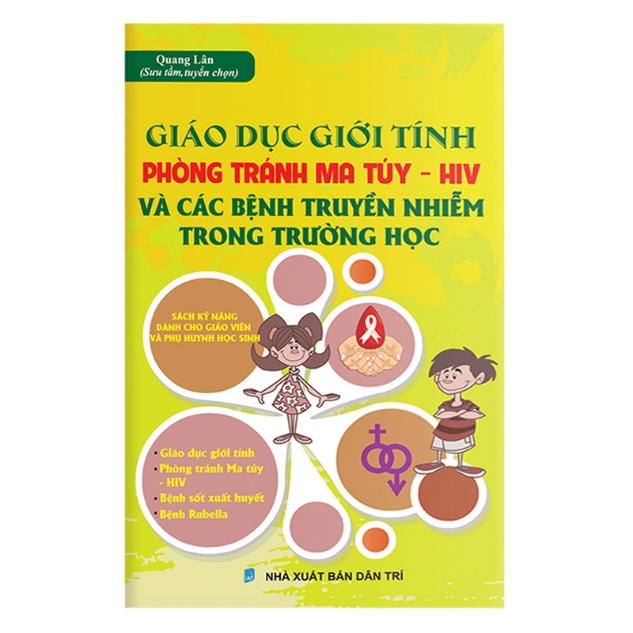 Quang Lân
(Sưu tầm, tuyển chọn)
GIÁO DỤC GIỚI TÍNH
PHÒNG TRÁNH MA TÚY - HIV
VÀ CÁC BỆNH TRUYỀN NHIỄM
TRONG TRƯỜNG HỌC
SÁCH KỸ NĂNG
DÀNH CHO GIÁO VIÊN
VÀ PHỤ HUYNH HỌC SINH
• Giáo dục giới tính
• Phòng tránh Ma túy
- HIV
• Bệnh sốt xuất huyết
• Bệnh Rubella
NHÀ XUẤT BẢN DÂN TRÍ